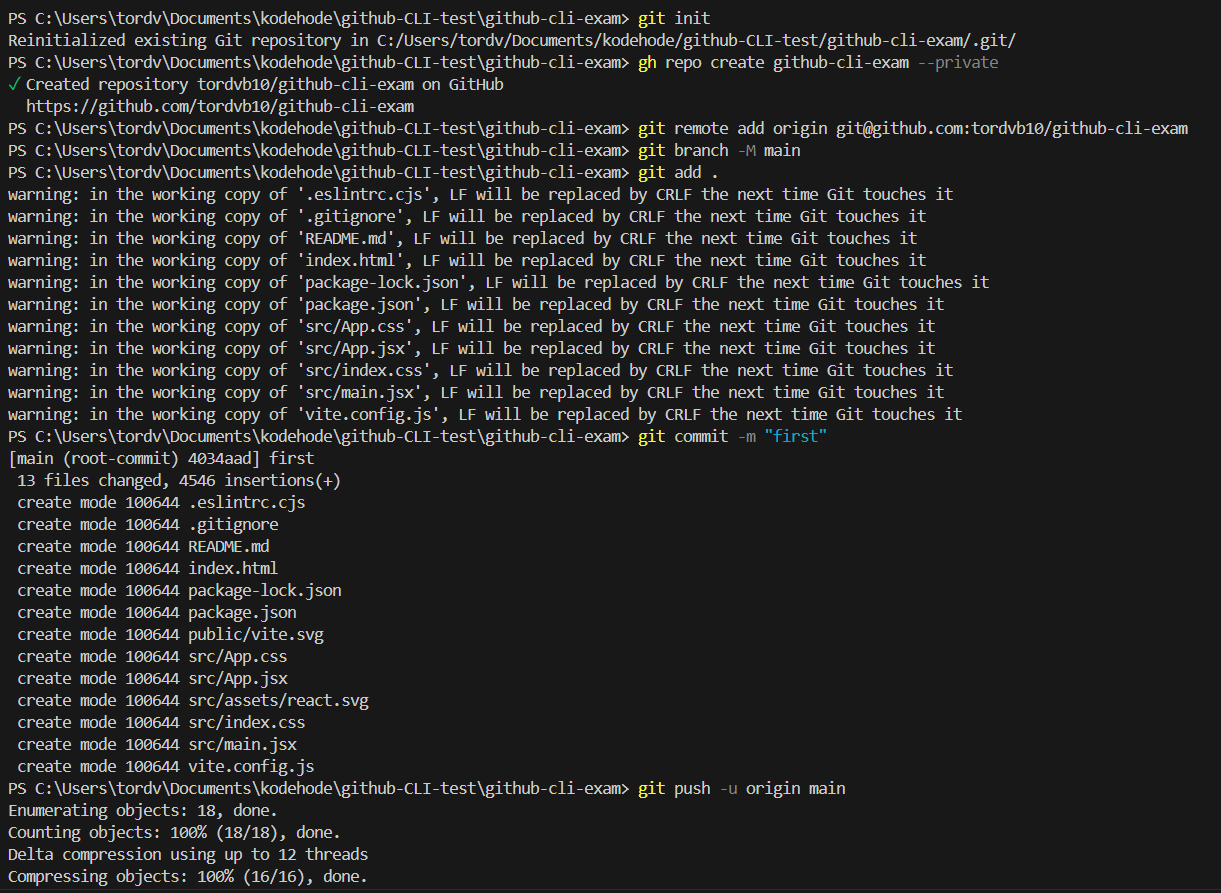 PS C:\Users\tordv\Documents\kodehode\github-CLI-test\github-cli-exam> git init
Reinitialized existing Git repository in C:/Users/tordv/Documents/kodehode/github-CLI-test/github-cli-exam/.git/
PS C:\Users\tordv\Documents\kodehode\github-CLI-test\github-cli-exam> gh repo create github-cli-exam --private
✓ Created repository tordvb10/github-cli-exam on GitHub
  https://github.com/tordvb10/github-cli-exam
PS C:\Users\tordv\Documents\kodehode\github-CLI-test\github-cli-exam> git remote add origin git@github.com:tordvb10/github-cli-exam
PS C:\Users\tordv\Documents\kodehode\github-CLI-test\github-cli-exam> git branch -M main
PS C:\Users\tordv\Documents\kodehode\github-CLI-test\github-cli-exam> git add .
warning: in the working copy of '.eslintrc.cjs', LF will be replaced by CRLF the next time Git touches it
warning: in the working copy of '.gitignore', LF will be replaced by CRLF the next time Git touches it
warning: in the working copy of 'README.md', LF will be replaced by CRLF the next time Git touches it
warning: in the working copy of 'index.html', LF will be replaced by CRLF the next time Git touches it
warning: in the working copy of 'package-lock.json', LF will be replaced by CRLF the next time Git touches it
warning: in the working copy of 'package.json', LF will be replaced by CRLF the next time Git touches it
warning: in the working copy of 'src/App.css', LF will be replaced by CRLF the next time Git touches it
warning: in the working copy of 'src/App.jsx', LF will be replaced by CRLF the next time Git touches it
warning: in the working copy of 'src/index.css', LF will be replaced by CRLF the next time Git touches it
warning: in the working copy of 'src/main.jsx', LF will be replaced by CRLF the next time Git touches it
warning: in the working copy of 'vite.config.js', LF will be replaced by CRLF the next time Git touches it
PS C:\Users\tordv\Documents\kodehode\github-CLI-test\github-cli-exam> git commit -m "first"
[main (root-commit) 4034aad] first
 13 files changed, 4546 insertions(+)
 create mode 100644 .eslintrc.cjs
 create mode 100644 .gitignore
 create mode 100644 README.md
 create mode 100644 index.html
 create mode 100644 package-lock.json
 create mode 100644 package.json
 create mode 100644 public/vite.svg
 create mode 100644 src/App.css
 create mode 100644 src/App.jsx
 create mode 100644 src/assets/react.svg
 create mode 100644 src/index.css
 create mode 100644 src/main.jsx
 create mode 100644 vite.config.js
PS C:\Users\tordv\Documents\kodehode\github-CLI-test\github-cli-exam> git push -u origin main
Enumerating objects: 18, done.
Counting objects: 100% (18/18), done.
Delta compression using up to 12 threads
Compressing objects: 100% (16/16), done.